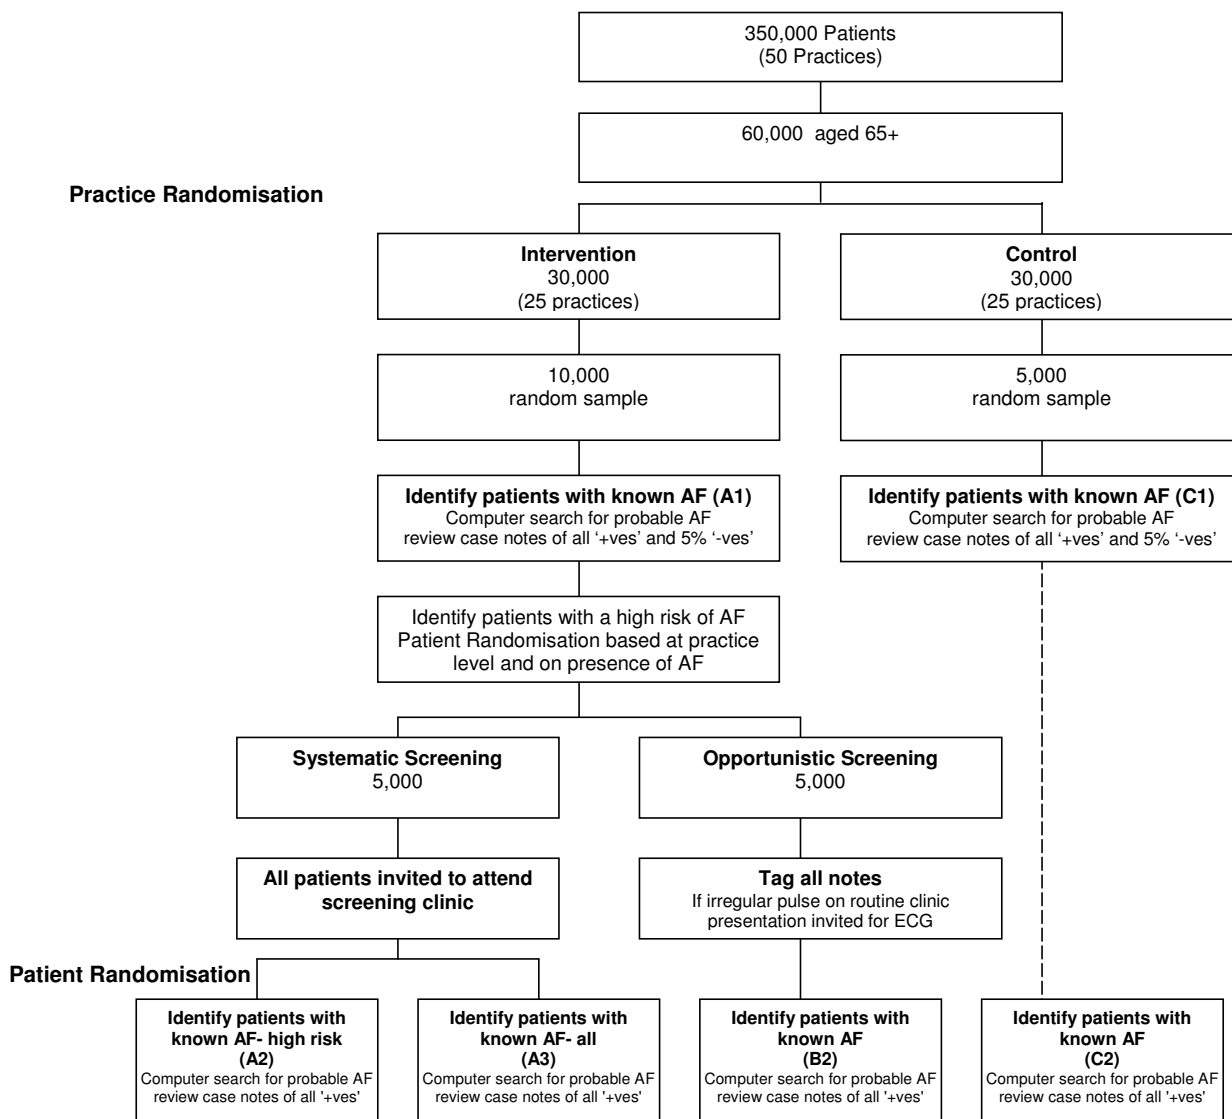 350,000 Patients
(50 Practices)
60,000  aged 65+
Practice Randomisation
Intervention
30,000
(25 practices)
Control
30,000
(25 practices)
10,000
random sample
5,000
random sample
Identify patients with known AF (A1)
Computer search for probable AF
review case notes of all ‘+ves’ and 5% ‘-ves’
Identify patients with known AF (C1)
Computer search for probable AF
review case notes of all ‘+ves’ and 5% ‘-ves’
Identify patients with a high risk of AF
Patient Randomisation based at practice
level and on presence of AF
Systematic Screening
5,000
Opportunistic Screening
5,000
All patients invited to attend
screening clinic
Tag all notes
If irregular pulse on routine clinic
presentation invited for ECG
Patient Randomisation
Identify patients with
known AF- high risk
(A2)
Computer search for probable AF
review case notes of all '+ves'
Identify patients with
known AF- all
(A3)
Computer search for probable AF
review case notes of all '+ves'
Identify patients with
known AF
(B2)
Computer search for probable AF
review case notes of all '+ves'
Identify patients with
known AF
(C2)
Computer search for probable AF
review case notes of all '+ves'